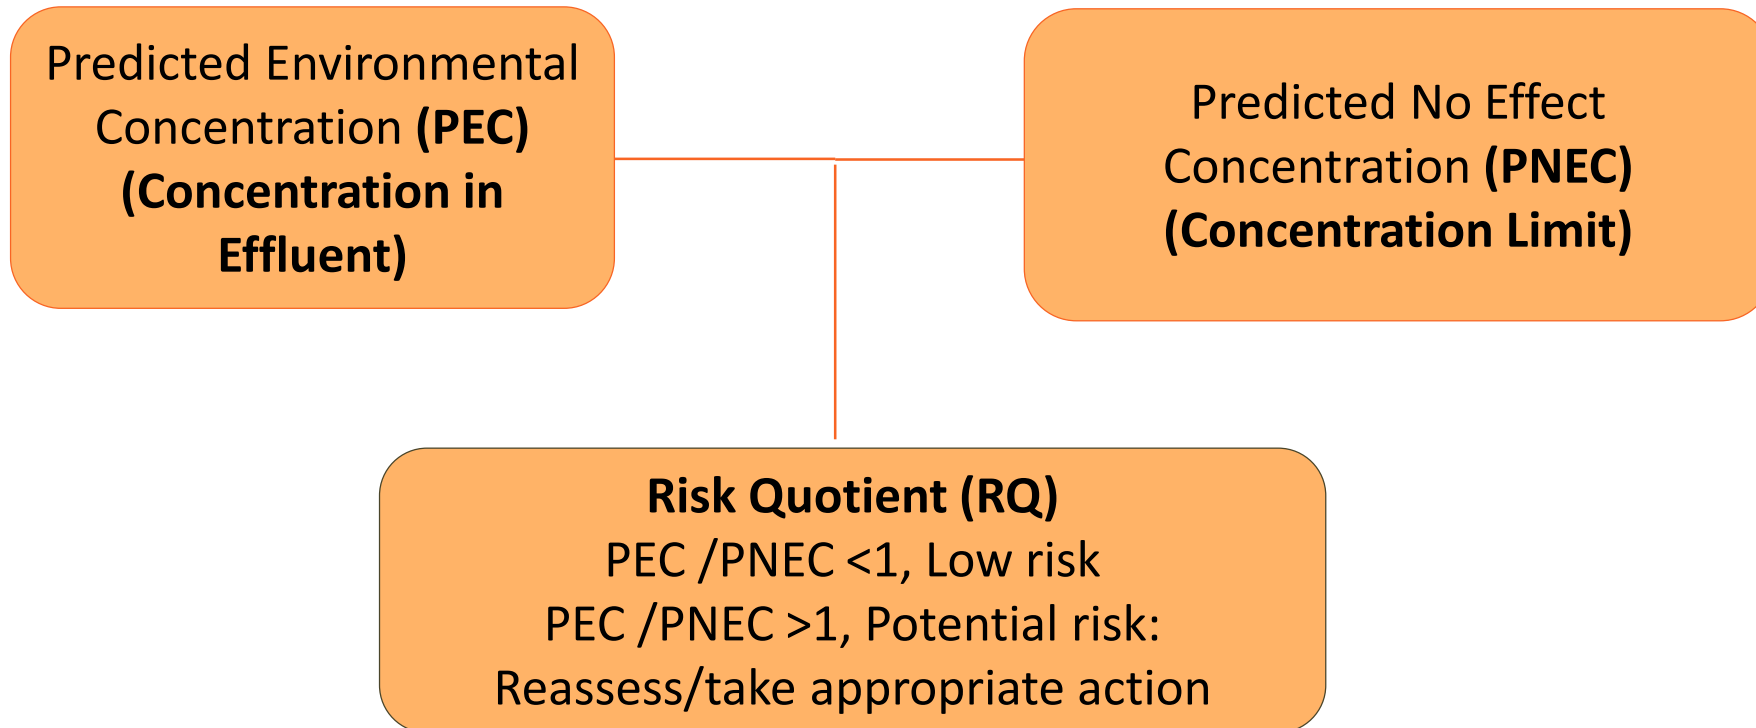 Predicted Environmental
Concentration (PEC)
(Concentration in
Effluent)
Predicted No Effect
Concentration (PNEC)
(Concentration Limit)
Risk Quotient (RQ)
PEC /PNEC <1, Low risk
PEC /PNEC >1, Potential risk:
Reassess/take appropriate action